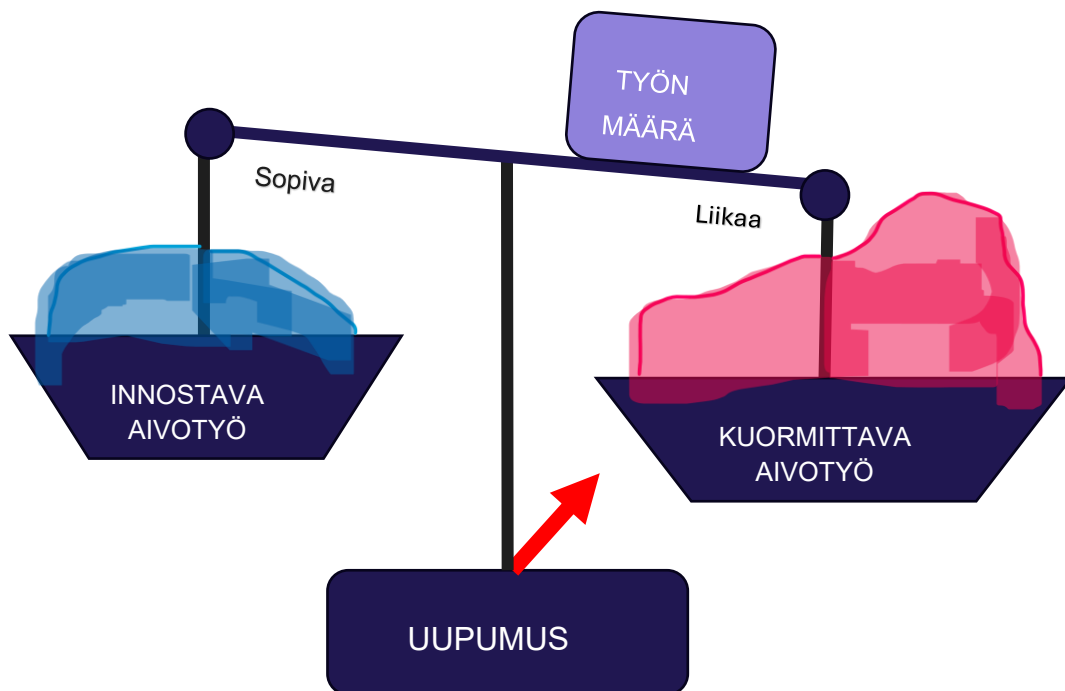 TYÖN
MÄÄRÄ
Sopiva
Liikaa
INNOSTAVA
AIVOTYÖ
KUORMITTAVA
AIVOTYÖ
UUPUMUS